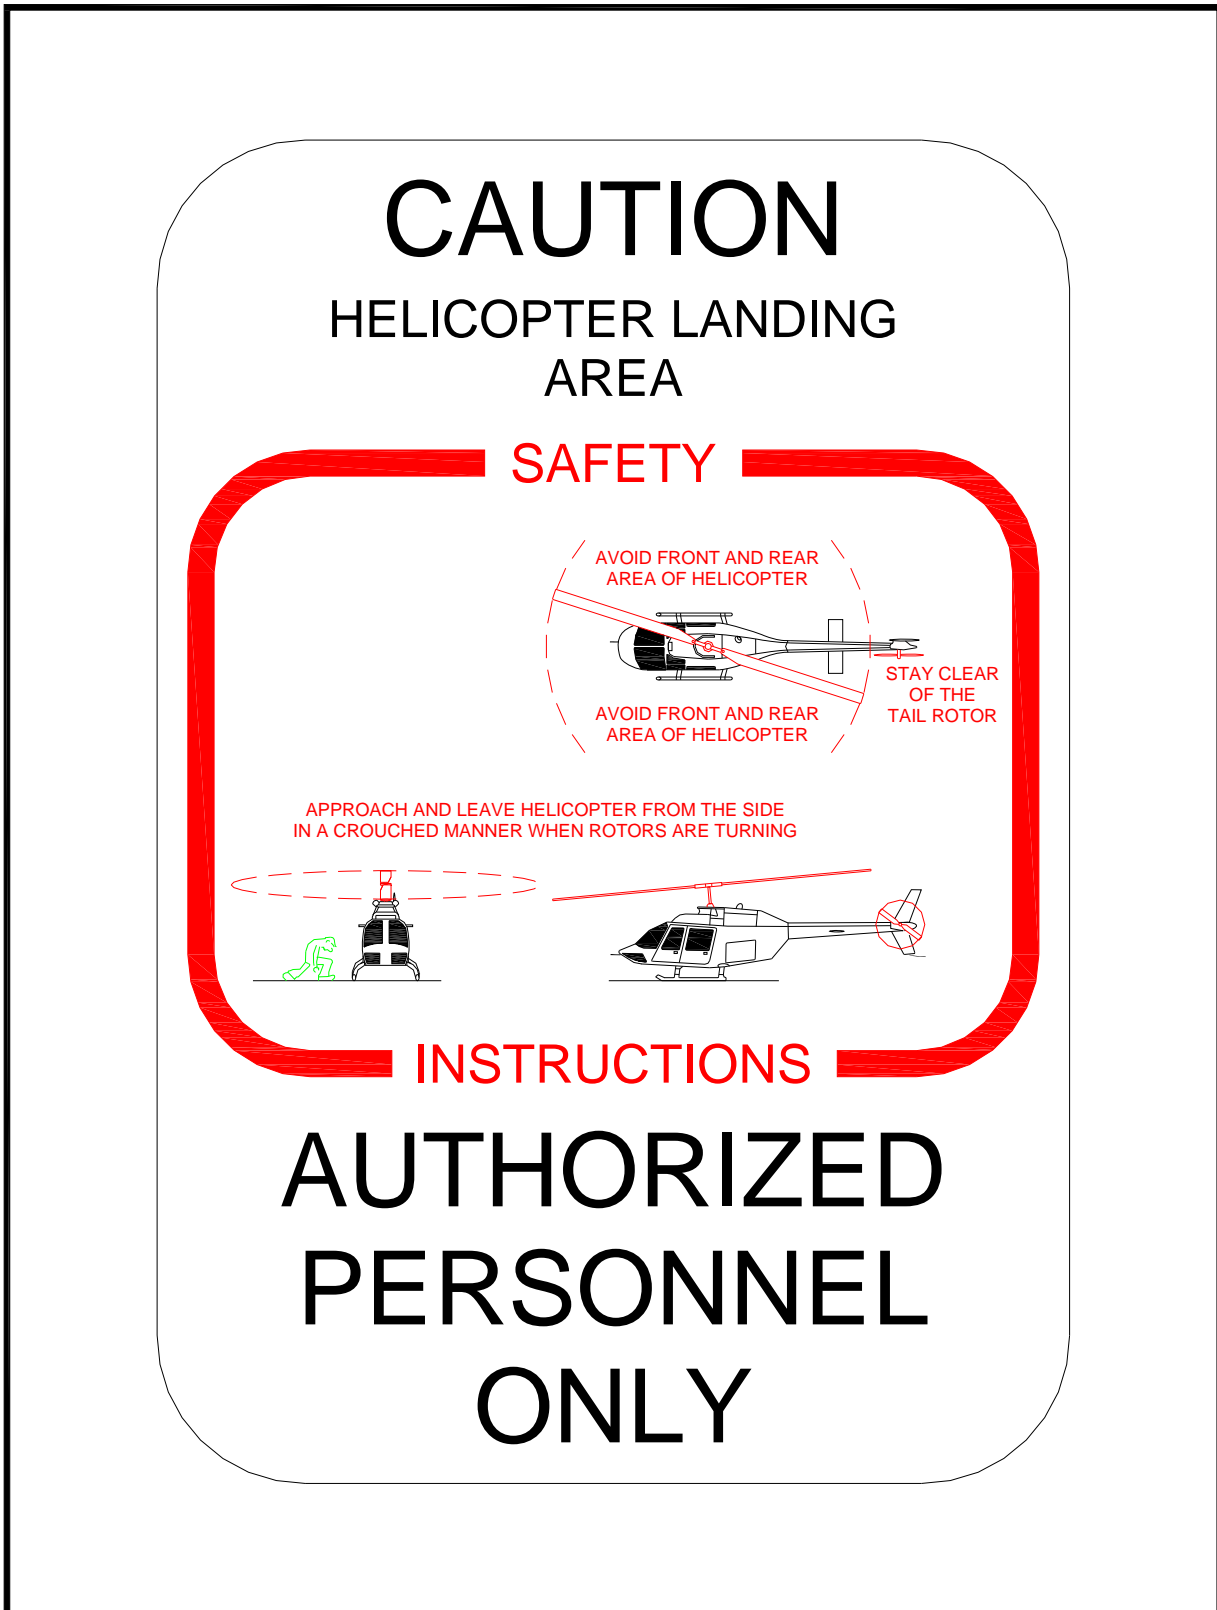 CAUTION
HELICOPTER LANDING
AREA
SAFETY
AVOID FRONT AND REAR
AREA OF HELICOPTER
STAY CLEAR
OF THE
TAIL ROTOR
AVOID FRONT AND REAR
AREA OF HELICOPTER
APPROACH AND LEAVE HELICOPTER FROM THE SIDE
IN A CROUCHED MANNER WHEN ROTORS ARE TURNING
INSTRUCTIONS
AUTHORIZED
PERSONNEL
ONLY